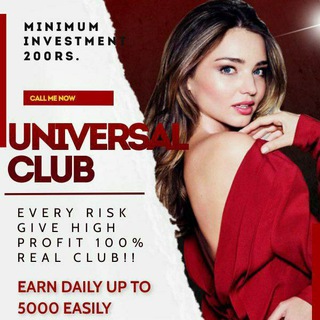 MINIMUM
INVESTMENT
200RS.
CALL ME NOW
UNIVERSAL
CLUB
EVERY RISK
GIVE HIGH
PROFIT 100%
REAL CLUB!!
EARN DAILY UP TO
5000 EASILY